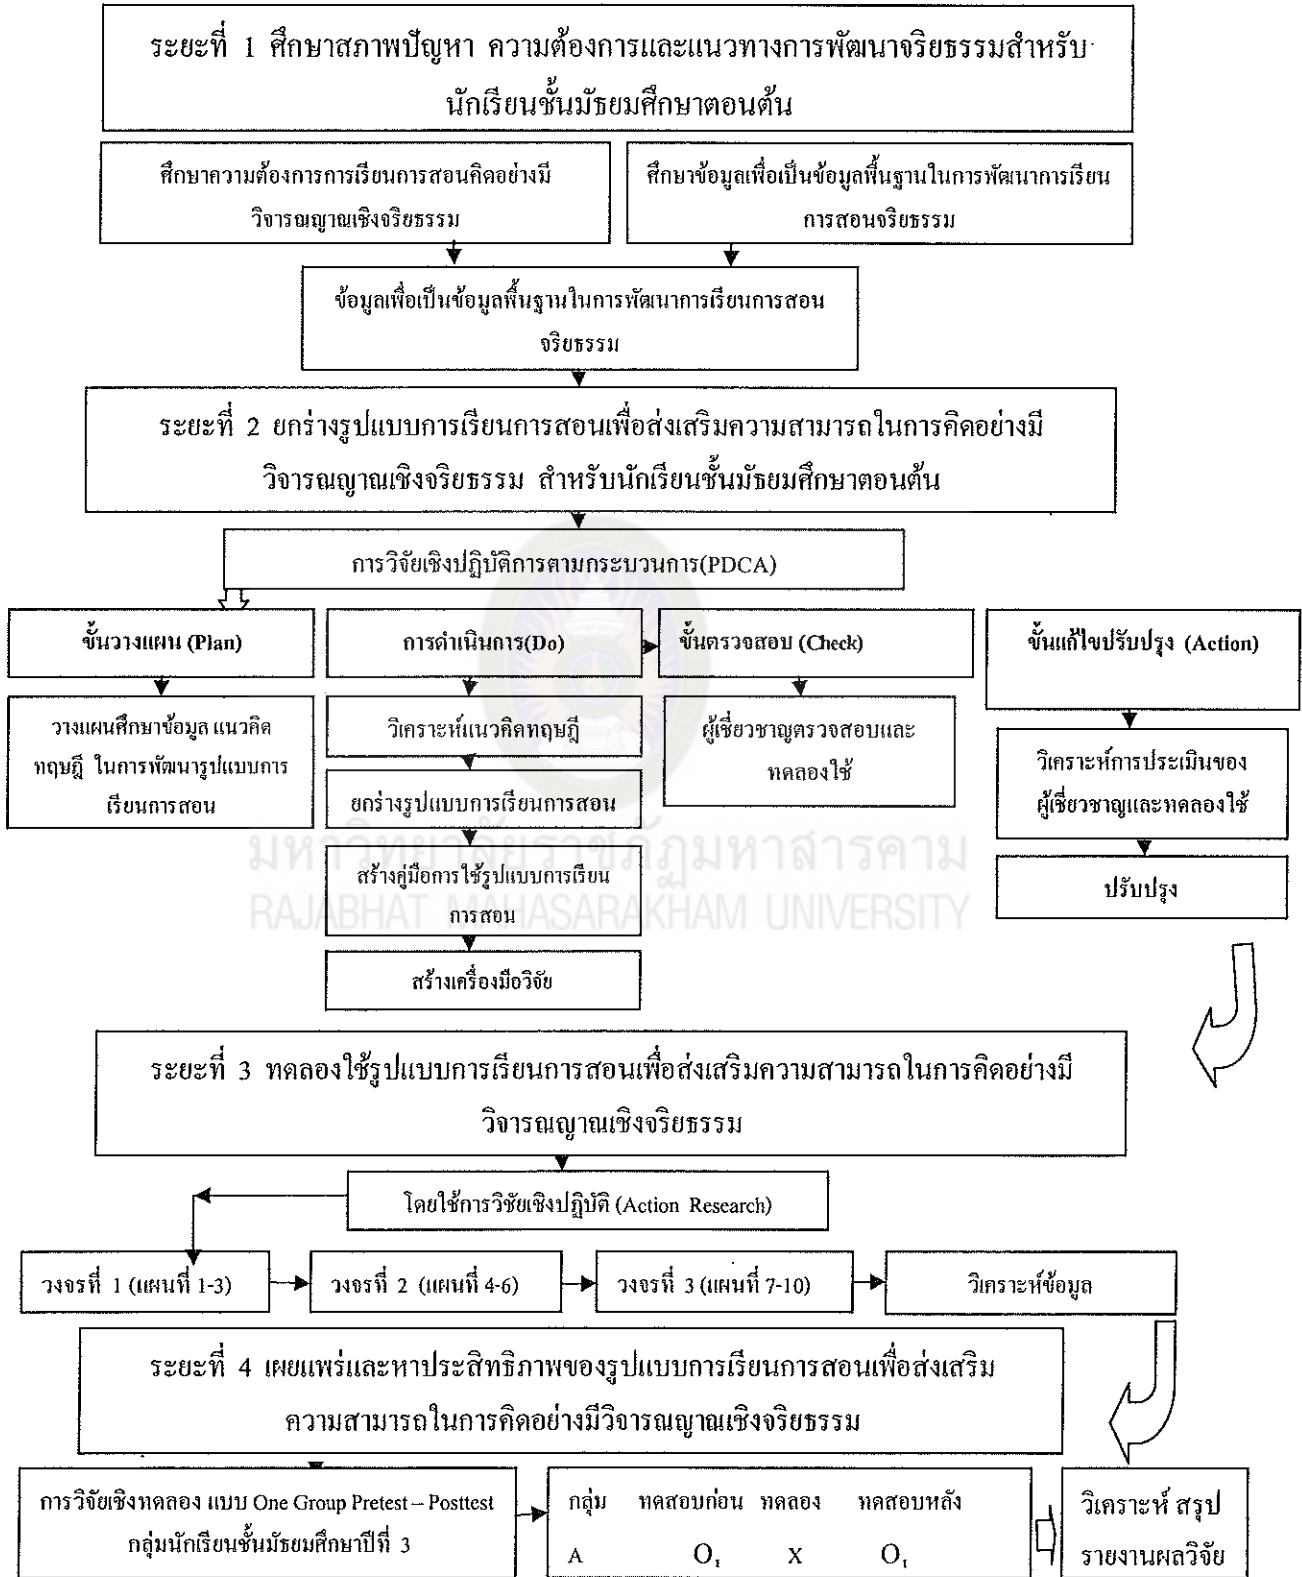 ระยะที่ 1 ศึกษาสภาพปัญหา ความต้องการและแนวทางการพัฒนาจริยธรรมสำหรับ
นักเรียนชั้นมัธยมศึกษาตอนต้น
ศึกษาความต้องการการเรียนการสอนคิดอย่างมี
วิจารณญาณเชิงจริยธรรม
ศึกษาข้อมูลเพื่อเป็นข้อมูลพื้นฐานในการพัฒนาการเรียน
การสอนจริยธรรม
ข้อมูลเพื่อเป็นข้อมูลพื้นฐานในการพัฒนาการเรียนการสอน
จริยธรรม
ระยะที่ 2 ยกร่างรูปแบบการเรียนการสอนเพื่อส่งเสริมความสามารถในการคิดอย่างมี
วิจารณญาณเชิงจริยธรรม สำหรับนักเรียนชั้นมัธยมศึกษาตอนต้น
การวิจัยเชิงปฏิบัติการตามกระบวนการ(PDCA)
ขั้นวางแผน (Plan)
วางแผนศึกษาข้อมูล แนวคิด
ทฤษฎี ในการพัฒนารูปแบบการ
เรียนการสอน
การดำเนินการ(Do)
วิเคราะห์แนวคิดทฤษฎี
ยกร่างรูปแบบการเรียนการสอน
สร้างคู่มือการใช้รูปแบบการเรียน
การสอน
สร้างเครื่องมือวิจัย
ขั้นตรวจสอบ (Check)
ผู้เชี่ยวชาญตรวจสอบและ
ทดลองใช้
ขั้นแก้ไขปรับปรุง (Action)
วิเคราะห์การประเมินของ
ผู้เชี่ยวชาญและทดลองใช้
ปรับปรุง
มหาวิทยาลัยราชภัฏมหาสารคาม
RAJABHAT MAHASARAKHAM UNIVERSITY
ระยะที่ 3 ทดลองใช้รูปแบบการเรียนการสอนเพื่อส่งเสริมความสามารถในการคิดอย่างมี
วิจารณญาณเชิงจริยธรรม
โดยใช้การวิชัยเชิงปฏิบัติ (Action Research)
วงจรที่ 1 (แผนที่ 1-3)
วงจรที่ 2 (แผนที่ 4-6)
วงจรที่ 3 (แผนที่ 7-10)
วิเคราะห์ข้อมูล
ระยะที่ 4 เผยแพร่และหาประสิทธิภาพของรูปแบบการเรียนการสอนเพื่อส่งเสริม
ความสามารถในการคิดอย่างมีวิจารณญาณเชิงจริยธรรม
การวิจัยเชิงทดลอง แบบ One Group Pretest – Posttest
กลุ่มนักเรียนชั้นมัธยมศึกษาปีที่ 3
กลุ่ม ทดสอบก่อน ทดลอง ทดสอบหลัง
A O₁ X O₁
วิเคราะห์ สรุป
รายงานผลวิจัย